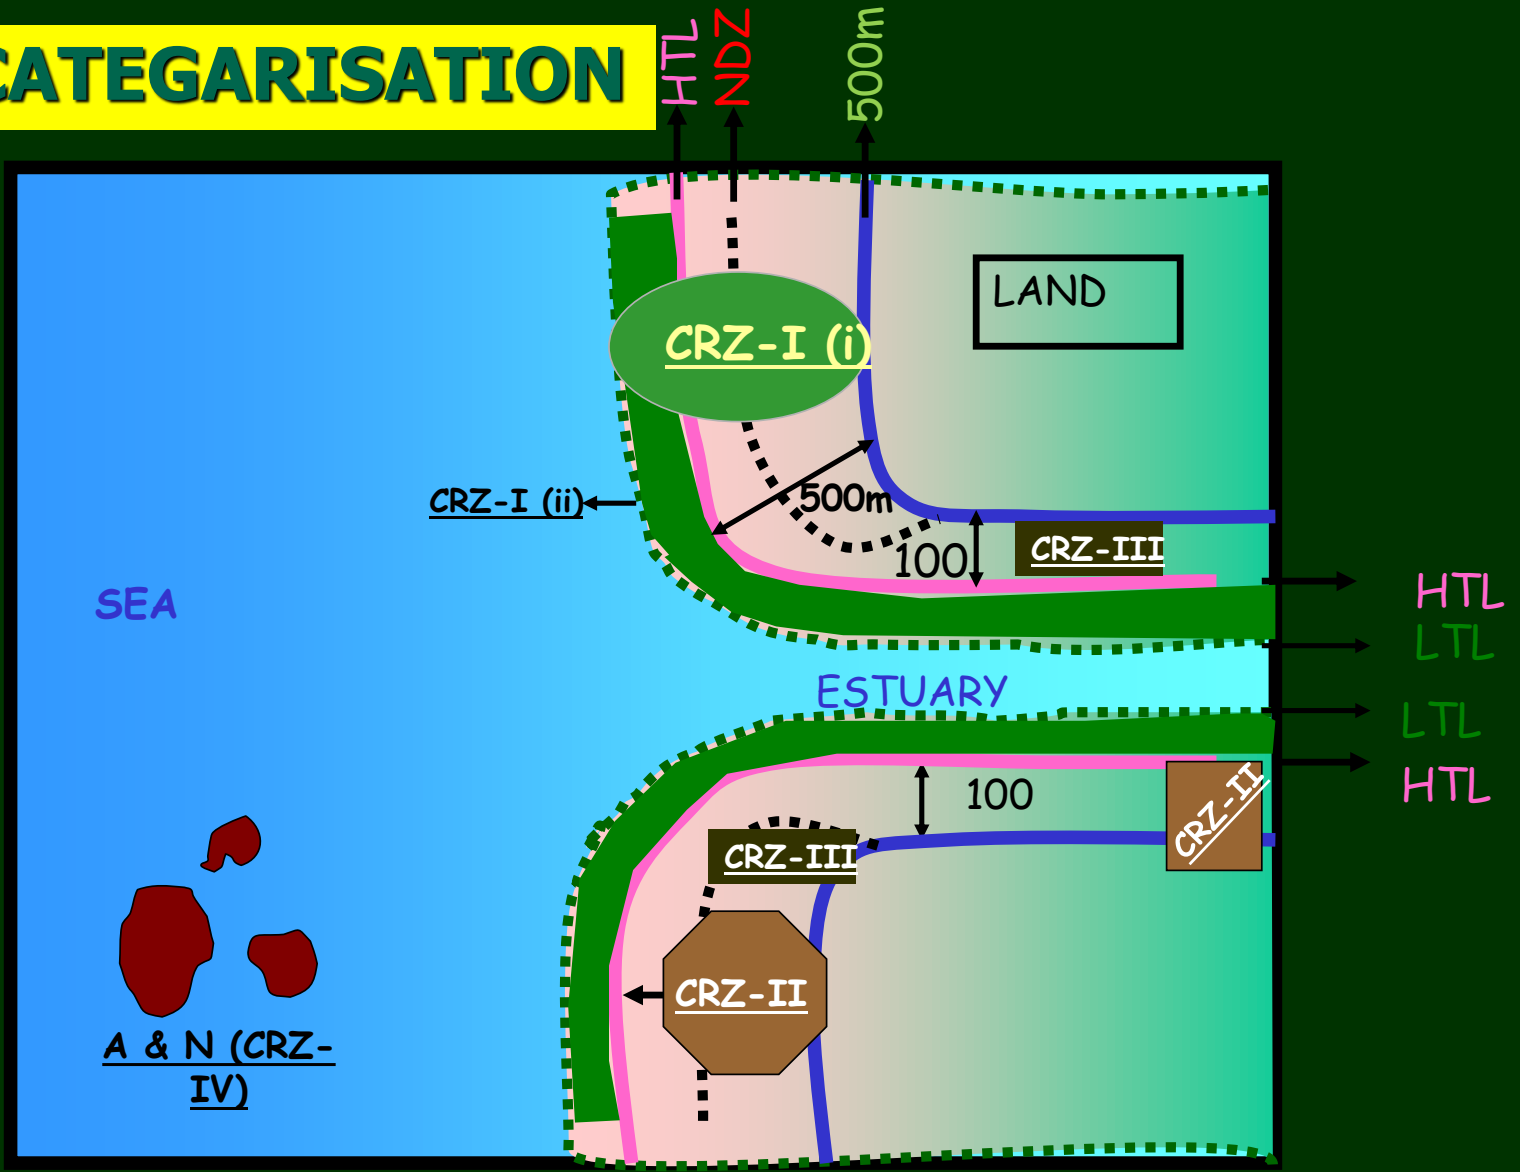 CATEGARISATION
HTL
NDZ
500m
LAND
CRZ-I (i)
CRZ-I (ii)
500m
100
CRZ-III
SEA
HTL
LTL
ESTUARY
LTL
HTL
100
CRZ-II
CRZ-III
CRZ-II
A & N (CRZ-
IV)